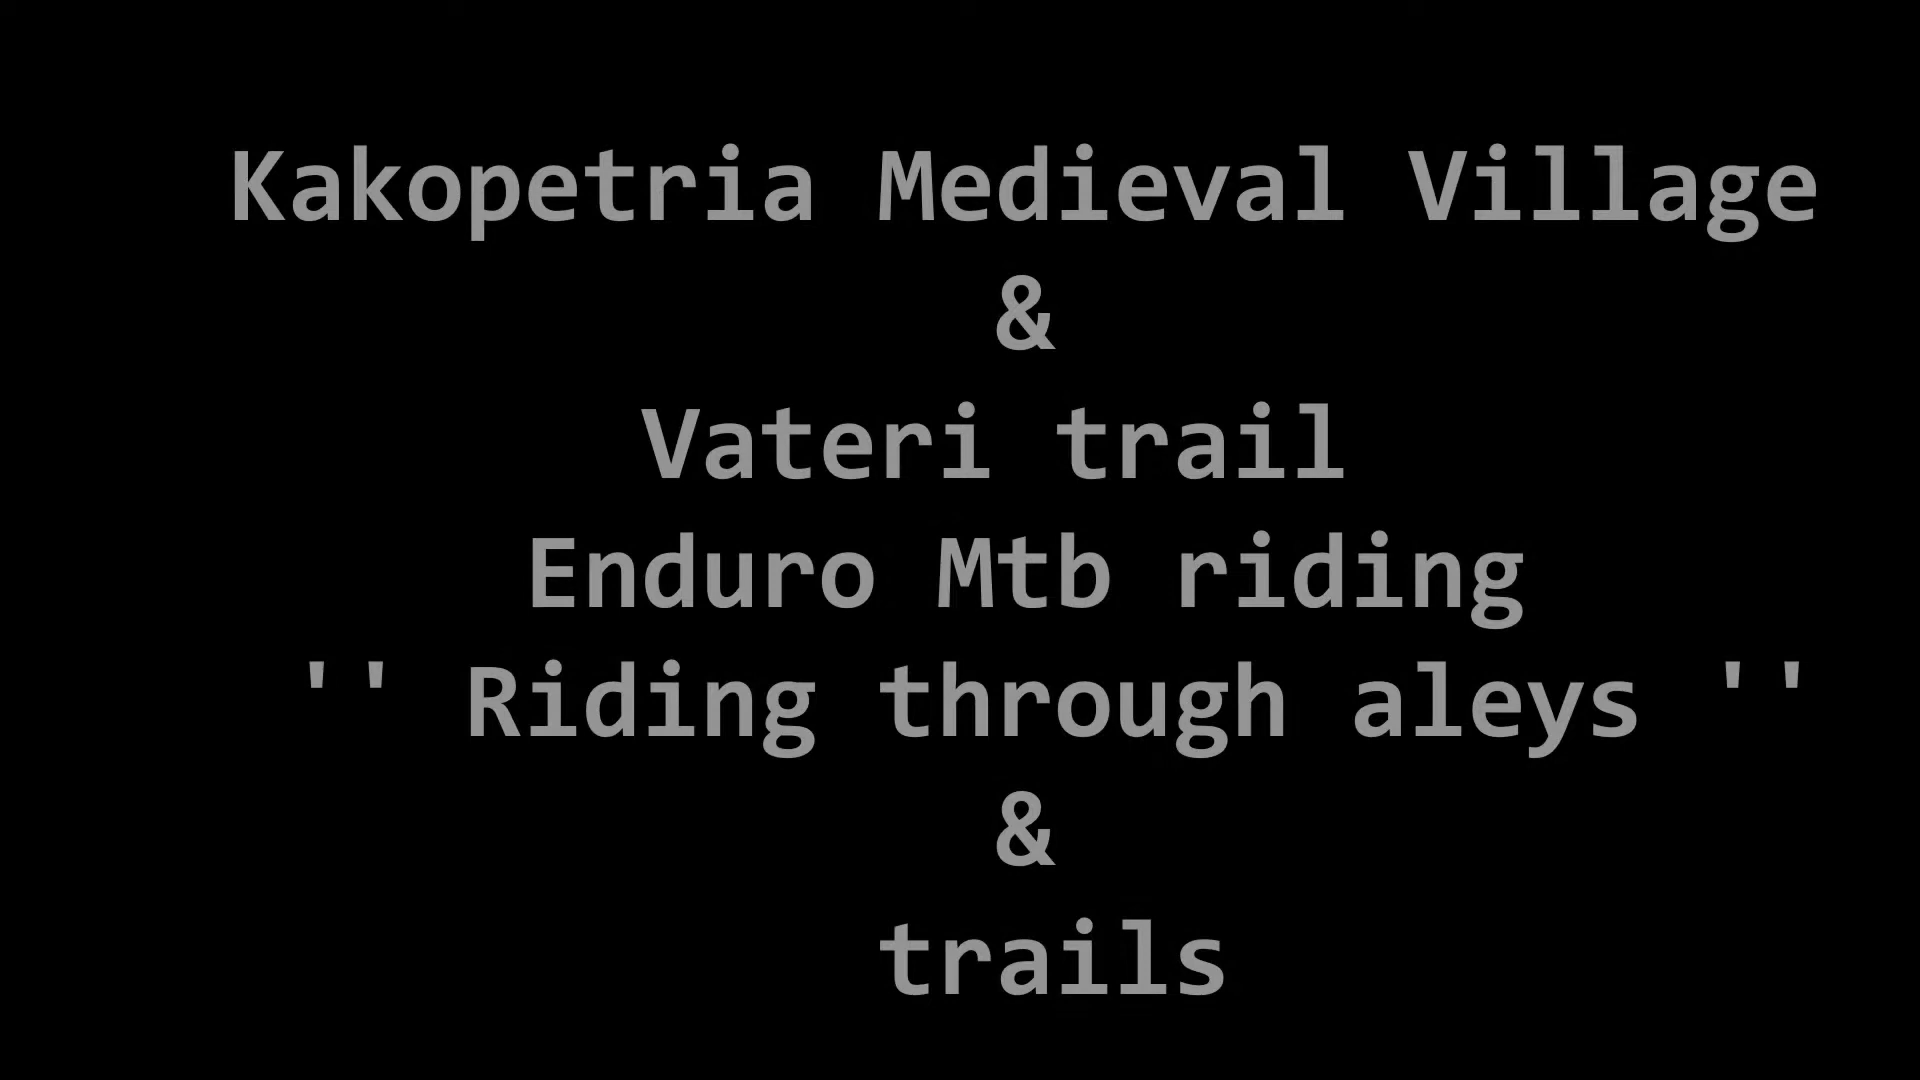 Kakopetria Medieval Village
&
Vateri trail
Enduro Mtb riding
'' Riding through aleys ''
&
trails